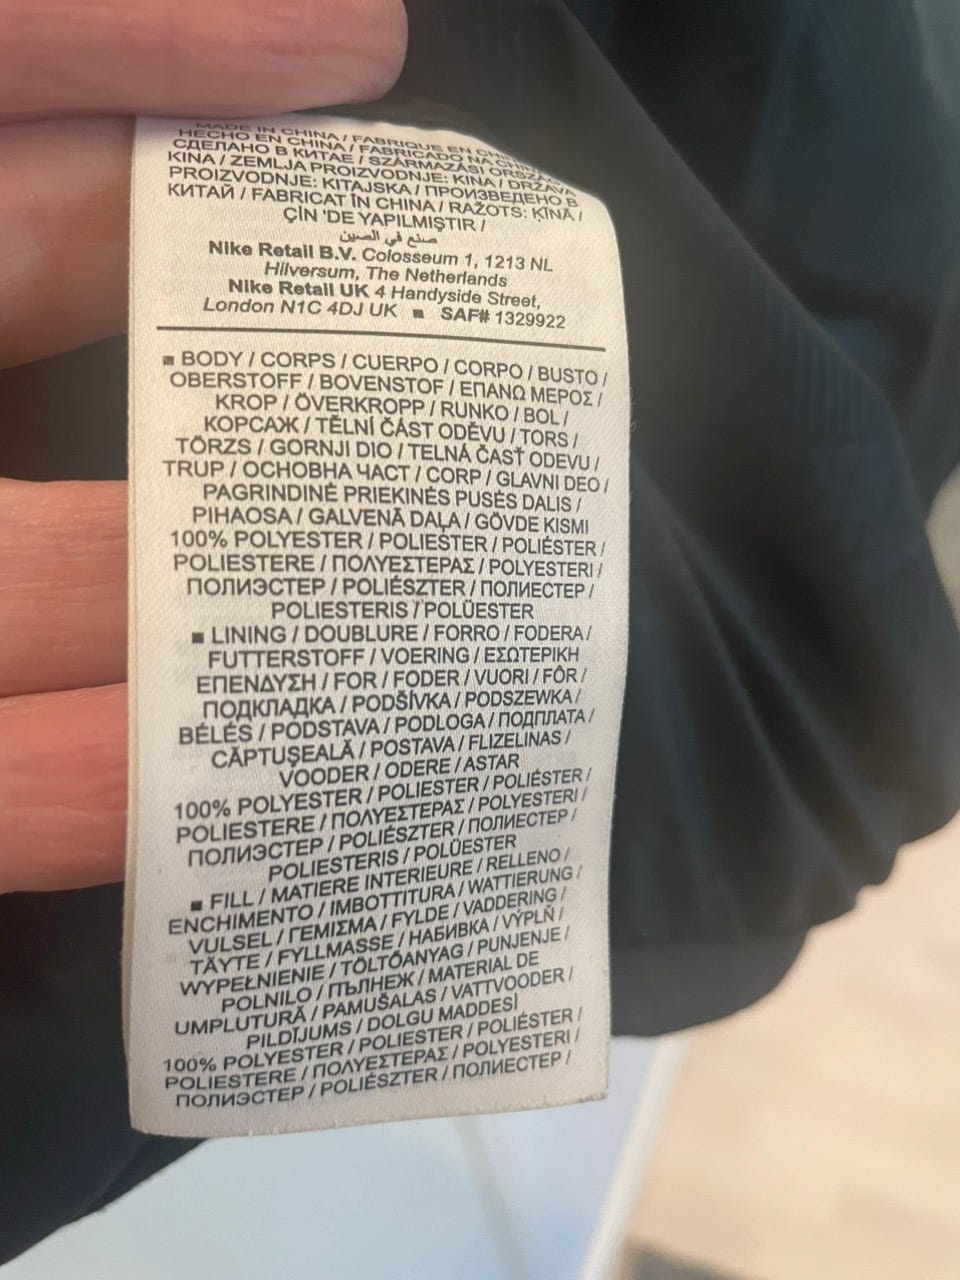 MADE IN CHINA / FABRIQUE EN
HECHO EN CHINA / FABRICADO NA
СДЕЛАНО В КИТАЕ / SZÁRMAZÁSI
KINA / ZEMLJA PROIZVODNJE: KINA / DRŽAVA
PROIZVODNJE: KITAJSKA / ПРОИЗВЕДЕНО В
КИТАЙ / FABRICAT ÎN CHINA / RAŽOTS: ĶĪNĀ /
ÇİN 'DE YAPILMIŞTIR /
صنع في الصين
Nike Retail B.V. Colosseum 1, 1213 NL
Hilversum, The Netherlands
Nike Retail UK 4 Handyside Street,
London N1C 4DJ UK ■ SAF# 1329922
■ BODY / CORPS / CUERPO / CORPO / BUSTO /
OBERSTOFF / BOVENSTOF / ΕΠΑΝΩ ΜΕΡΟΣ /
KROP / ÖVERKROPP / RUNKO / BOL /
КОРСАЖ / TĚLNÍ ČÁST ODĚVU / TORS /
TÖRZS / GORNJI DIO / TELNÁ ČASŤ ODEVU /
TRUP / ОСНОВНА ЧАСТ / CORP / GLAVNI DEO /
PAGRINDINĖ PRIEKINĖS PUSĖS DALIS /
PIHAOSA / GALVENĀ DAĻA / GÖVDE KISMI
100% POLYESTER / POLIESTER / POLIÉSTER /
POLIESTERE / ΠΟΛΥΕΣΤΕΡΑΣ / POLYESTERI /
ПОЛИЭСТЕР / POLIÉSZTER / ПОЛИЕСТЕР /
POLIESTERIS / POLÜESTER
■ LINING / DOUBLURE / FORRO / FODERA /
FUTTERSTOFF / VOERING / ΕΣΩΤΕΡΙΚΗ
ΕΠΕΝΔΥΣΗ / FOR / FODER / VUORI / FÔR /
ПОДКЛАДКА / PODŠÍVKA / PODSZEWKA /
BÉLÉS / PODSTAVA / PODLOGA / ПОДПЛАТА /
CĂPTUŞEALĂ / POSTAVA / FLIZELINAS /
VOODER / ODERE / ASTAR
100% POLYESTER / POLIESTER / POLIÉSTER /
POLIESTERE / ΠΟΛΥΕΣΤΕΡΑΣ / POLYESTERI /
ПОЛИЭСТЕР / POLIÉSZTER / ПОЛИЕСТЕР /
POLIESTERIS / POLÜESTER
■ FILL / MATIERE INTERIEURE / RELLENO /
ENCHIMENTO / IMBOTTITURA / WATTIERUNG /
VULSEL / ΓΕΜΙΣΜΑ / FYLDE / VADDERING /
TÄYTE / FYLLMASSE / НАБИВКА / VÝPLŇ /
WYPEŁNIENIE / TÖLTŐANYAG / PUNJENJE /
POLNILO / ПЪЛНЕЖ / MATERIAL DE
UMPLUTURĂ / PAMUŠALAS / VATTVOODER /
PILDĪJUMS / DOLGU MADDESİ
100% POLYESTER / POLIESTER / POLIÉSTER /
POLIESTERE / ΠΟΛΥΕΣΤΕΡΑΣ / POLYESTERI /
ПОЛИЭСТЕР / POLIÉSZTER / ПОЛИЕСТЕР /